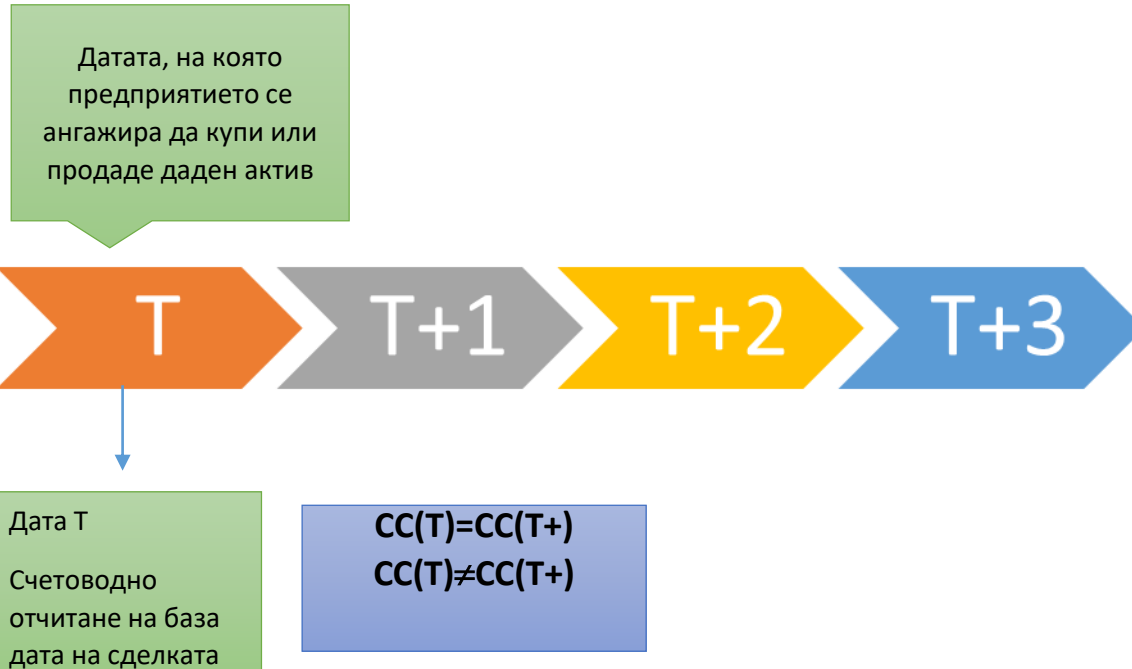 Датата, на която
предприятието се
ангажира да купи или
продаде даден актив
T
T+1
T+2
T+3
Дата Т
Счетоводно
отчитане на база
дата на сделката
СС(Т)=СС(Т+)
СС(Т)≠СС(Т+)